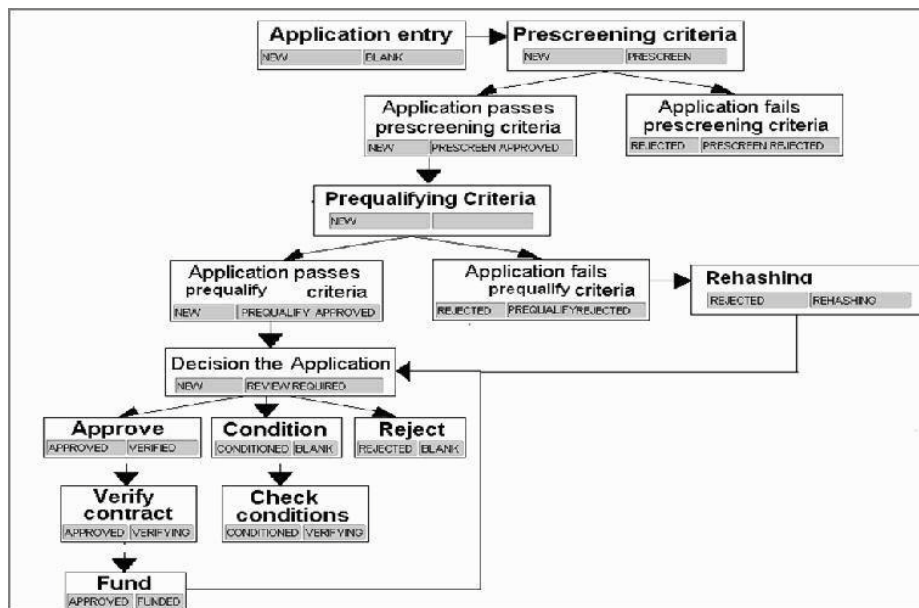 Application entry
NEW BLANK
Prescreening criteria
NEW PRESCREEN
Application passes
prescreening criteria
NEW PRESCREEN APPROVED
Application fails
prescreening criteria
REJECTED PRESCREEN REJECTED
Prequalifying Criteria
NEW
Application passes
prequalify criteria
NEW PREQUALIFY APPROVED
Application fails
prequalify criteria
REJECTED PREQUALIFY REJECTED
Rehashing
REJECTED REHASHING
Decision the Application
NEW REVIEW REQUIRED
Approve
APPROVED VERIFIED
Condition
CONDITIONED BLANK
Reject
REJECTED BLANK
Verify
contract
APPROVED VERIFYING
Check
conditions
CONDITIONED VERIFYING
Fund
APPROVED FUNDED